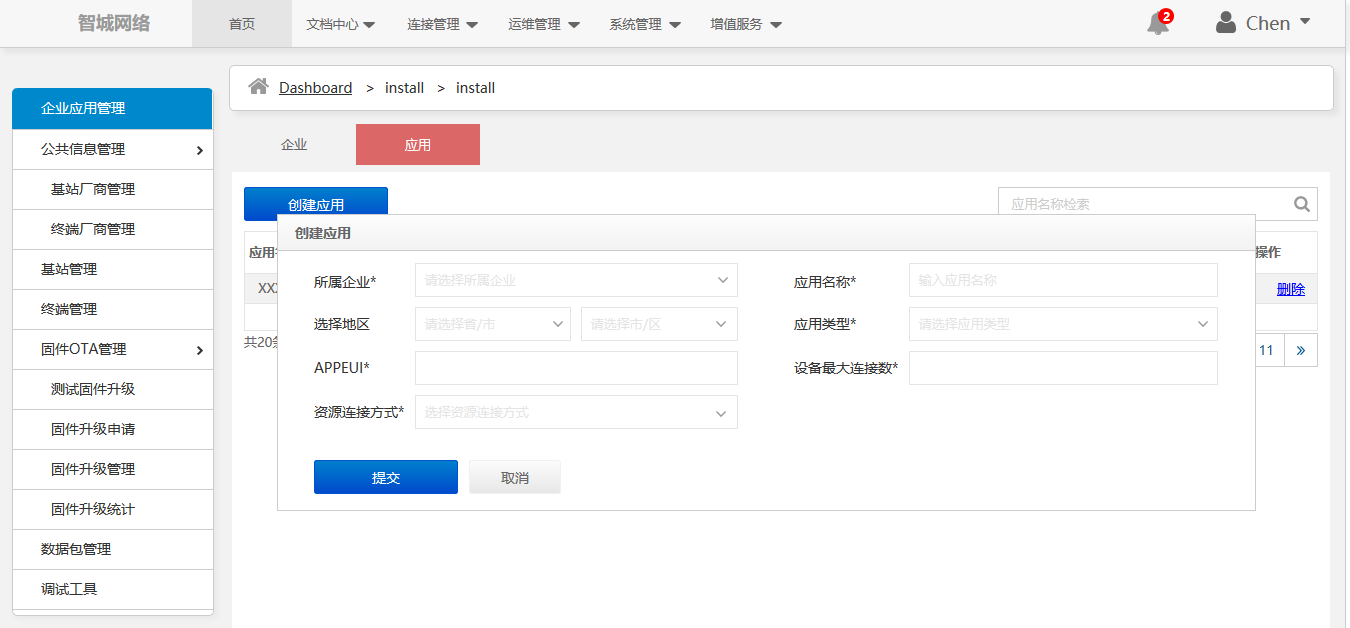 智城网络
首页
文档中心
连接管理
运维管理
系统管理
增值服务
2
Chen
Dashboard > install > install
企业应用管理
公共信息管理
基站厂商管理
终端厂商管理
基站管理
终端管理
固件OTA管理
测试固件升级
固件升级申请
固件升级管理
固件升级统计
数据包管理
调试工具
企业
应用
创建应用
应用名称检索
应用
操作
XX
删除
共20
11 »
创建应用
所属企业* 请选择所属企业
应用名称* 输入应用名称
选择地区 请选择省/市 请选择市/区
应用类型* 请选择应用类型
APPEUI*
设备最大连接数*
资源连接方式* 选择资源连接方式
提交
取消